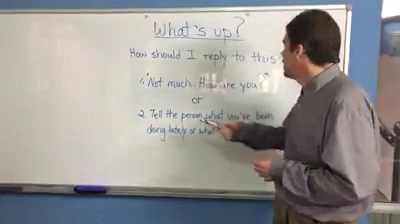 "What's up?"
How should I reply to this?
1. "Not much. How are you?"
or
2. Tell the person what you've been
doing lately or what